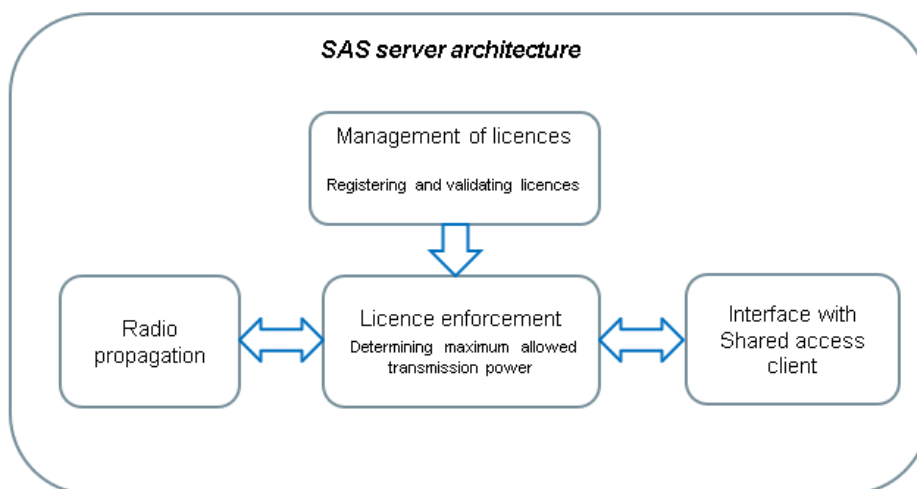 SAS server architecture
Management of licences
Registering and validating licences
Radio
propagation
Licence enforcement
Determining maximum allowed
transmission power
Interface with
Shared access
client